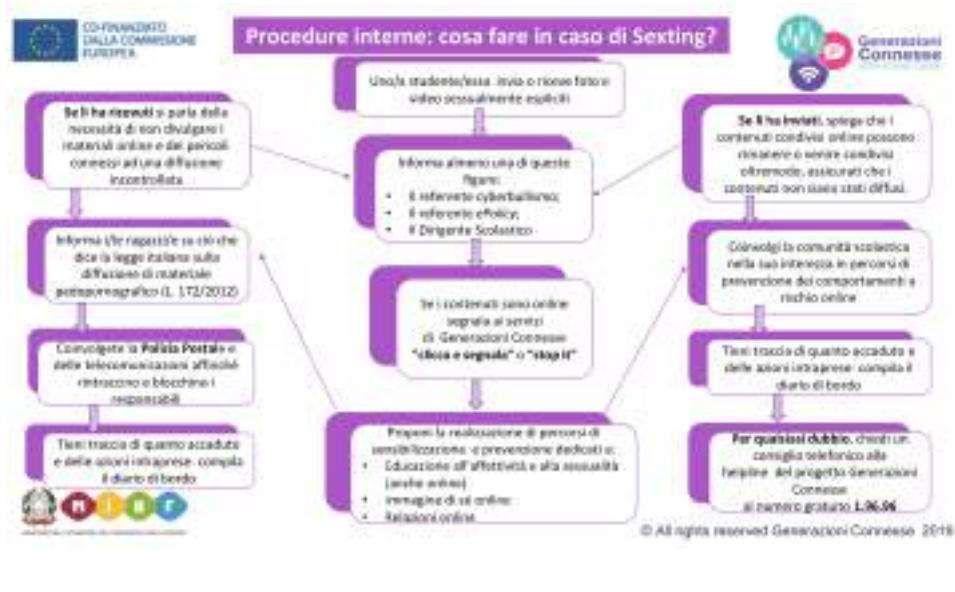 CO-FINANZIATO
DALLA COMMISSIONE
EUROPEA
Procedure interne: cosa fare in caso di Sexting?
Generazioni
Connesse
Uno/a studente/essa invia o riceve foto e
video sessualmente espliciti
Se li ha ricevuti si parla della
necessità di non divulgare i
materiali online e dei pericoli
connessi ad una diffusione
incontrollata
Informa i/le ragazzi/e su ciò che
dice la legge italiana sulla
diffusione di materiale
pedopornografico (L. 172/2012)
Coinvolgete la Polizia Postale e
delle telecomunicazioni affinché
rintraccino e blocchino i
responsabili
Tieni traccia di quanto accaduto
e delle azioni intraprese compila
il diario di bordo
Informa almeno una di queste
figure:
• Il referente cyberbullismo;
• Il referente ePolicy;
• Il Dirigente Scolastico
Se i contenuti sono online
segnala ai servizi
di Generazioni Connesse
"clicca e segnala" o "stop it"
Proponi la realizzazione di percorsi di
sensibilizzazione e prevenzione dedicati a:
• Educazione all'affettività e alla sessualità
(anche online)
• Immagine di sé online
• Relazioni online
Se li ha inviati, spiega che i
contenuti condivisi online possono
rimanere o venire condivisi
oltremodo, assicurati che i
contenuti non siano stati diffusi.
Coinvolgi la comunità scolastica
nella sua interezza in percorsi di
prevenzione dei comportamenti a
rischio online
Tieni traccia di quanto accaduto e
delle azioni intraprese compila il
diario di bordo
Per qualsiasi dubbio, chiedi un
consiglio telefonico alla
helpline del progetto Generazioni
Connesse
al numero gratuito 1.96.96
MIUR
© All rights reserved Generazioni Connesse 2018